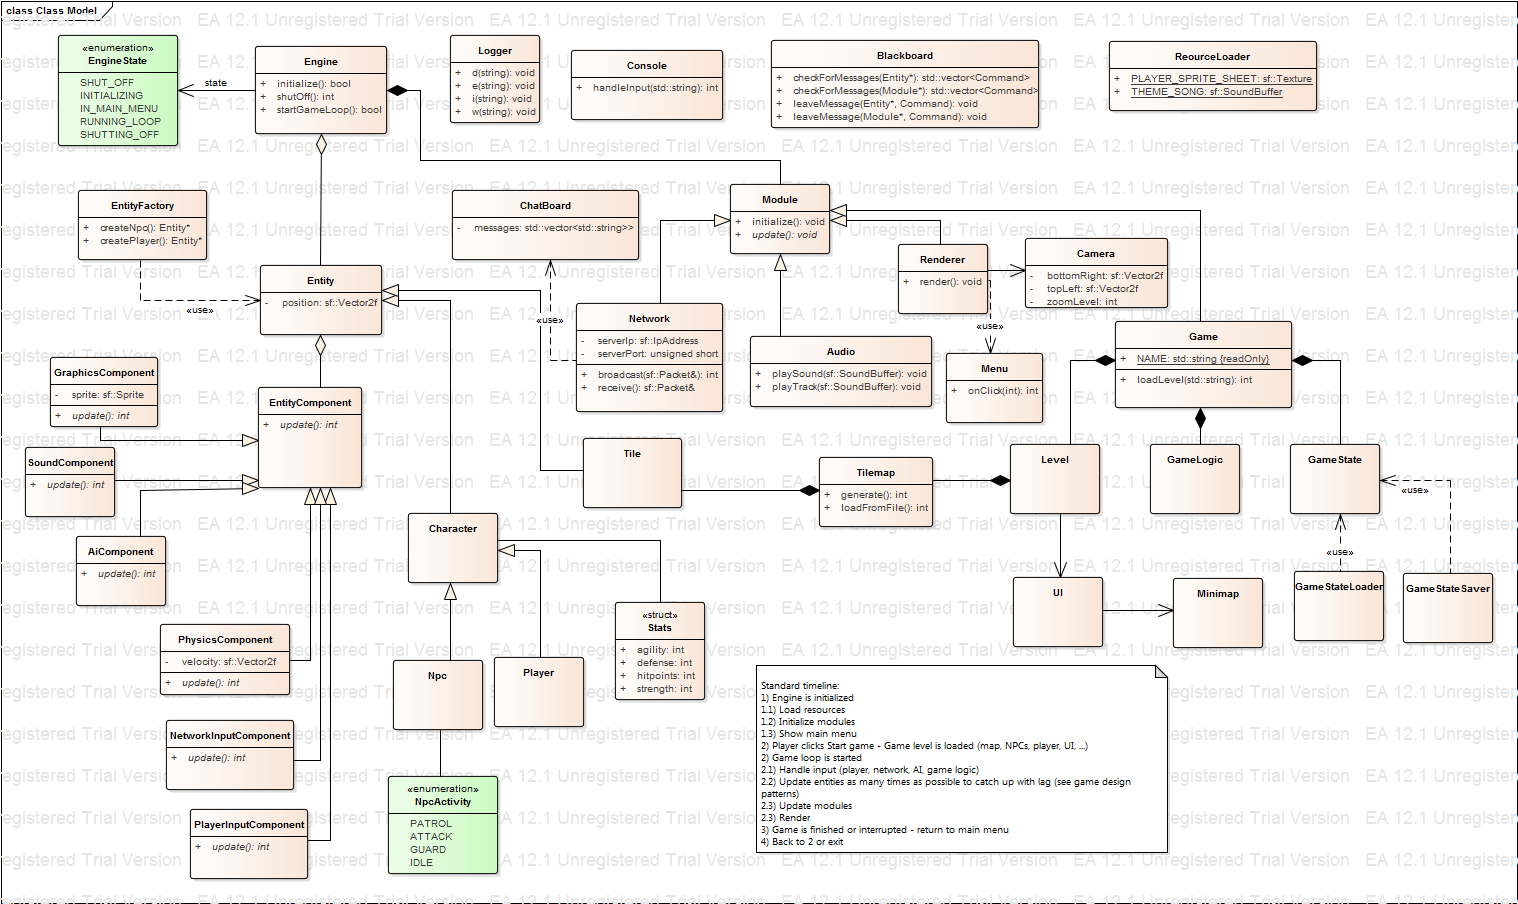 class Class Model
EA 12.1 Unregistered Trial Version
«enumeration»
EngineState
SHUT_OFF
INITIALIZING
IN_MAIN_MENU
RUNNING_LOOP
SHUTTING_OFF
state
Engine
+ initialize(): bool
+ shutOff(): int
+ startGameLoop(): bool
Logger
+ d(string): void
+ e(string): void
+ i(string): void
+ w(string): void
Console
+ handleInput(std::string): int
Blackboard
+ checkForMessages(Entity*): std::vector<Command>
+ checkForMessages(Module*): std::vector<Command>
+ leaveMessage(Entity*, Command): void
+ leaveMessage(Module*, Command): void
ReourceLoader
+ PLAYER_SPRITE_SHEET: sf::Texture
+ THEME_SONG: sf::SoundBuffer
EntityFactory
+ createNpc(): Entity*
+ createPlayer(): Entity*
«use»
ChatBoard
- messages: std::vector<std::string>>
Module
+ initialize(): void
+ update(): void
Renderer
+ render(): void
Camera
- bottomRight: sf::Vector2f
- topLeft: sf::Vector2f
- zoomLevel: int
Entity
- position: sf::Vector2f
«use»
Network
- serverIp: sf::IpAddress
- serverPort: unsigned short
+ broadcast(sf::Packet&): int
+ receive(): sf::Packet&
Audio
+ playSound(sf::SoundBuffer): void
+ playTrack(sf::SoundBuffer): void
«use»
Menu
+ onClick(int): int
Game
+ NAME: std::string {readOnly}
+ loadLevel(std::string): int
GraphicsComponent
- sprite: sf::Sprite
+ update(): int
EntityComponent
+ update(): int
SoundComponent
+ update(): int
Tile
Tilemap
+ generate(): int
+ loadFromFile(): int
Level
GameLogic
GameState
«use»
«use»
AiComponent
+ update(): int
Character
UI
Minimap
GameStateLoader
GameStateSaver
«struct»
Stats
+ agility: int
+ defense: int
+ hitpoints: int
+ strength: int
PhysicsComponent
- velocity: sf::Vector2f
+ update(): int
Npc
Player
NetworkInputComponent
+ update(): int
PlayerInputComponent
+ update(): int
«enumeration»
NpcActivity
PATROL
ATTACK
GUARD
IDLE
Standard timeline:
1) Engine is initialized
1.1) Load resources
1.2) Initialize modules
1.3) Show main menu
2) Player clicks Start game - Game level is loaded (map, NPCs, player, UI, ...)
2) Game loop is started
2.1) Handle input (player, network, AI, game logic)
2.2) Update entities as many times as possible to catch up with lag (see game design
patterns)
2.3) Update modules
2.3) Render
3) Game is finished or interrupted - return to main menu
4) Back to 2 or exit